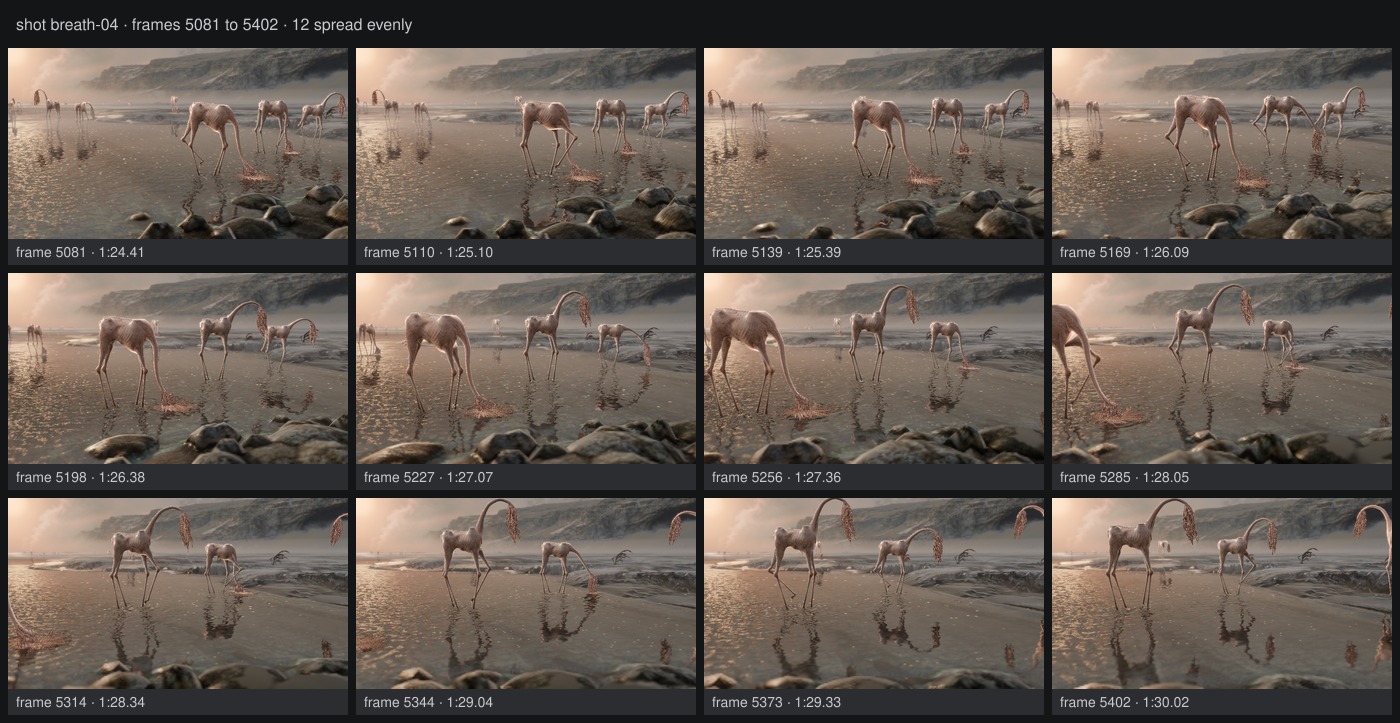 shot breath-04 · frames 5081 to 5402 · 12 spread evenly
frame 5081 · 1:24.41
frame 5110 · 1:25.10
frame 5139 · 1:25.39
frame 5169 · 1:26.09
frame 5198 · 1:26.38
frame 5227 · 1:27.07
frame 5256 · 1:27.36
frame 5285 · 1:28.05
frame 5314 · 1:28.34
frame 5344 · 1:29.04
frame 5373 · 1:29.33
frame 5402 · 1:30.02